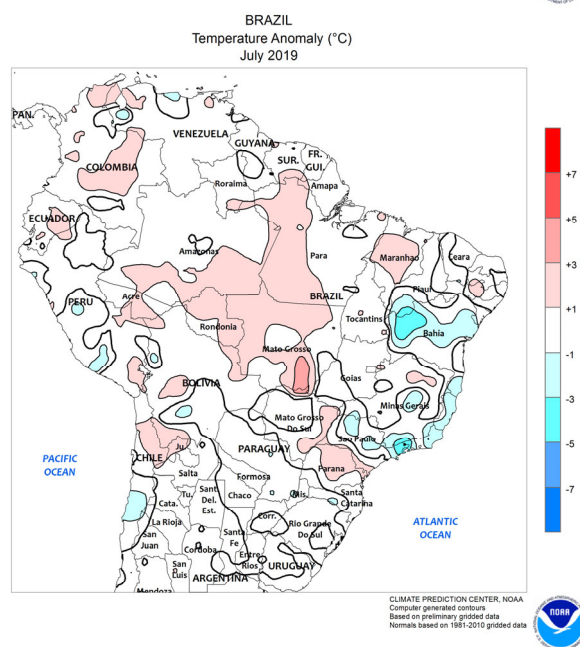 BRAZIL
Temperature Anomaly (°C)
July 2019
PAN.
VENEZUELA
GUYANA
SUR.
FR.
GUI.
COLOMBIA
Roraima
Amapa
ECUADOR
Amazonas
Para
Maranhao
Ceara
Piaui
PERU
Acre
BRAZIL
Tocantins
Bahia
Rondonia
Mato Grosso
Goias
BOLIVIA
Minas Gerais
Mato Grosso
Do Sul
Sao Paulo
PARAGUAY
CHILE
Ju.
Parana
Salta
Formosa
Tu.
Sant.
Del.
Est.
Chaco
Mis.
Santa
Catarina
Cata.
La Rioja
Corr.
Rio Grande
Do Sul
San
Juan
Santa
Fe
Cordoba
Entre
Rios
San
Luis
URUGUAY
ARGENTINA
Mendoza
PACIFIC
OCEAN
ATLANTIC
OCEAN
+7
+5
+3
+1
-1
-3
-5
-7
CLIMATE PREDICTION CENTER, NOAA
Computer generated contours
Based on preliminary gridded data
Normals based on 1981-2010 gridded data
NOAA